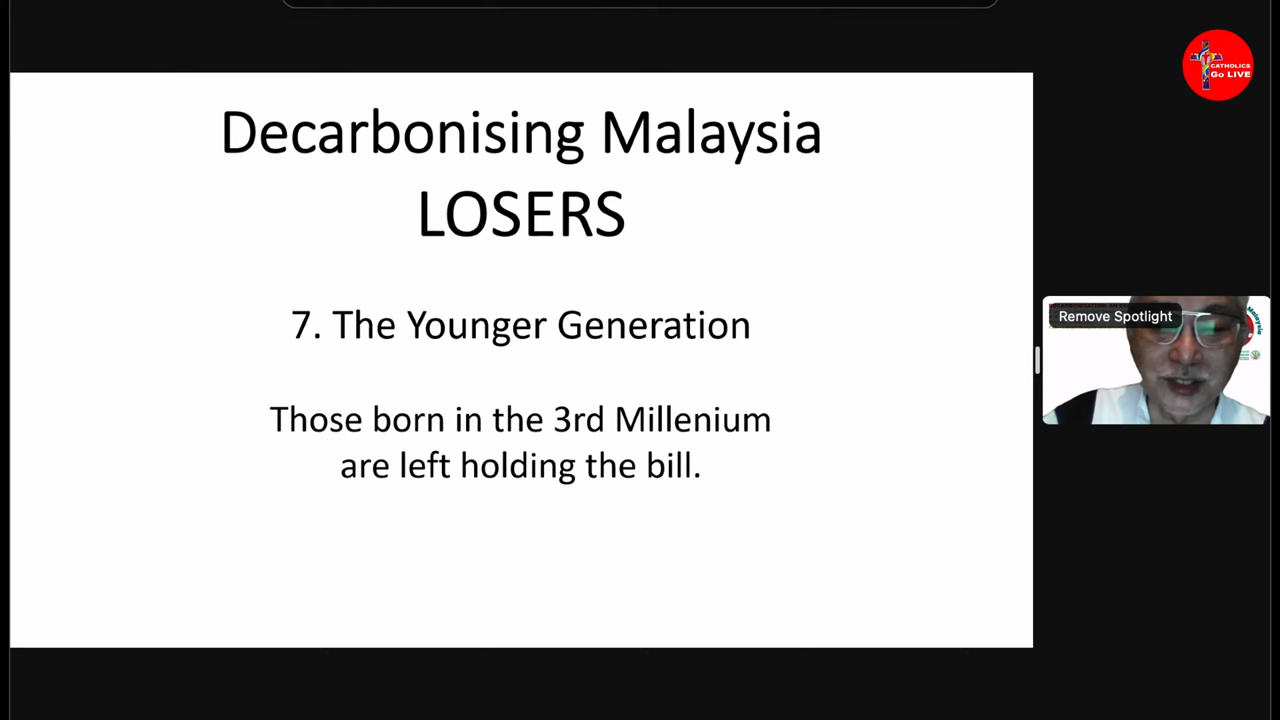 CATHOLICS
Go LIVE
Decarbonising Malaysia
LOSERS
7. The Younger Generation
Those born in the 3rd Millenium
are left holding the bill.
Remove Spotlight
Malaysia